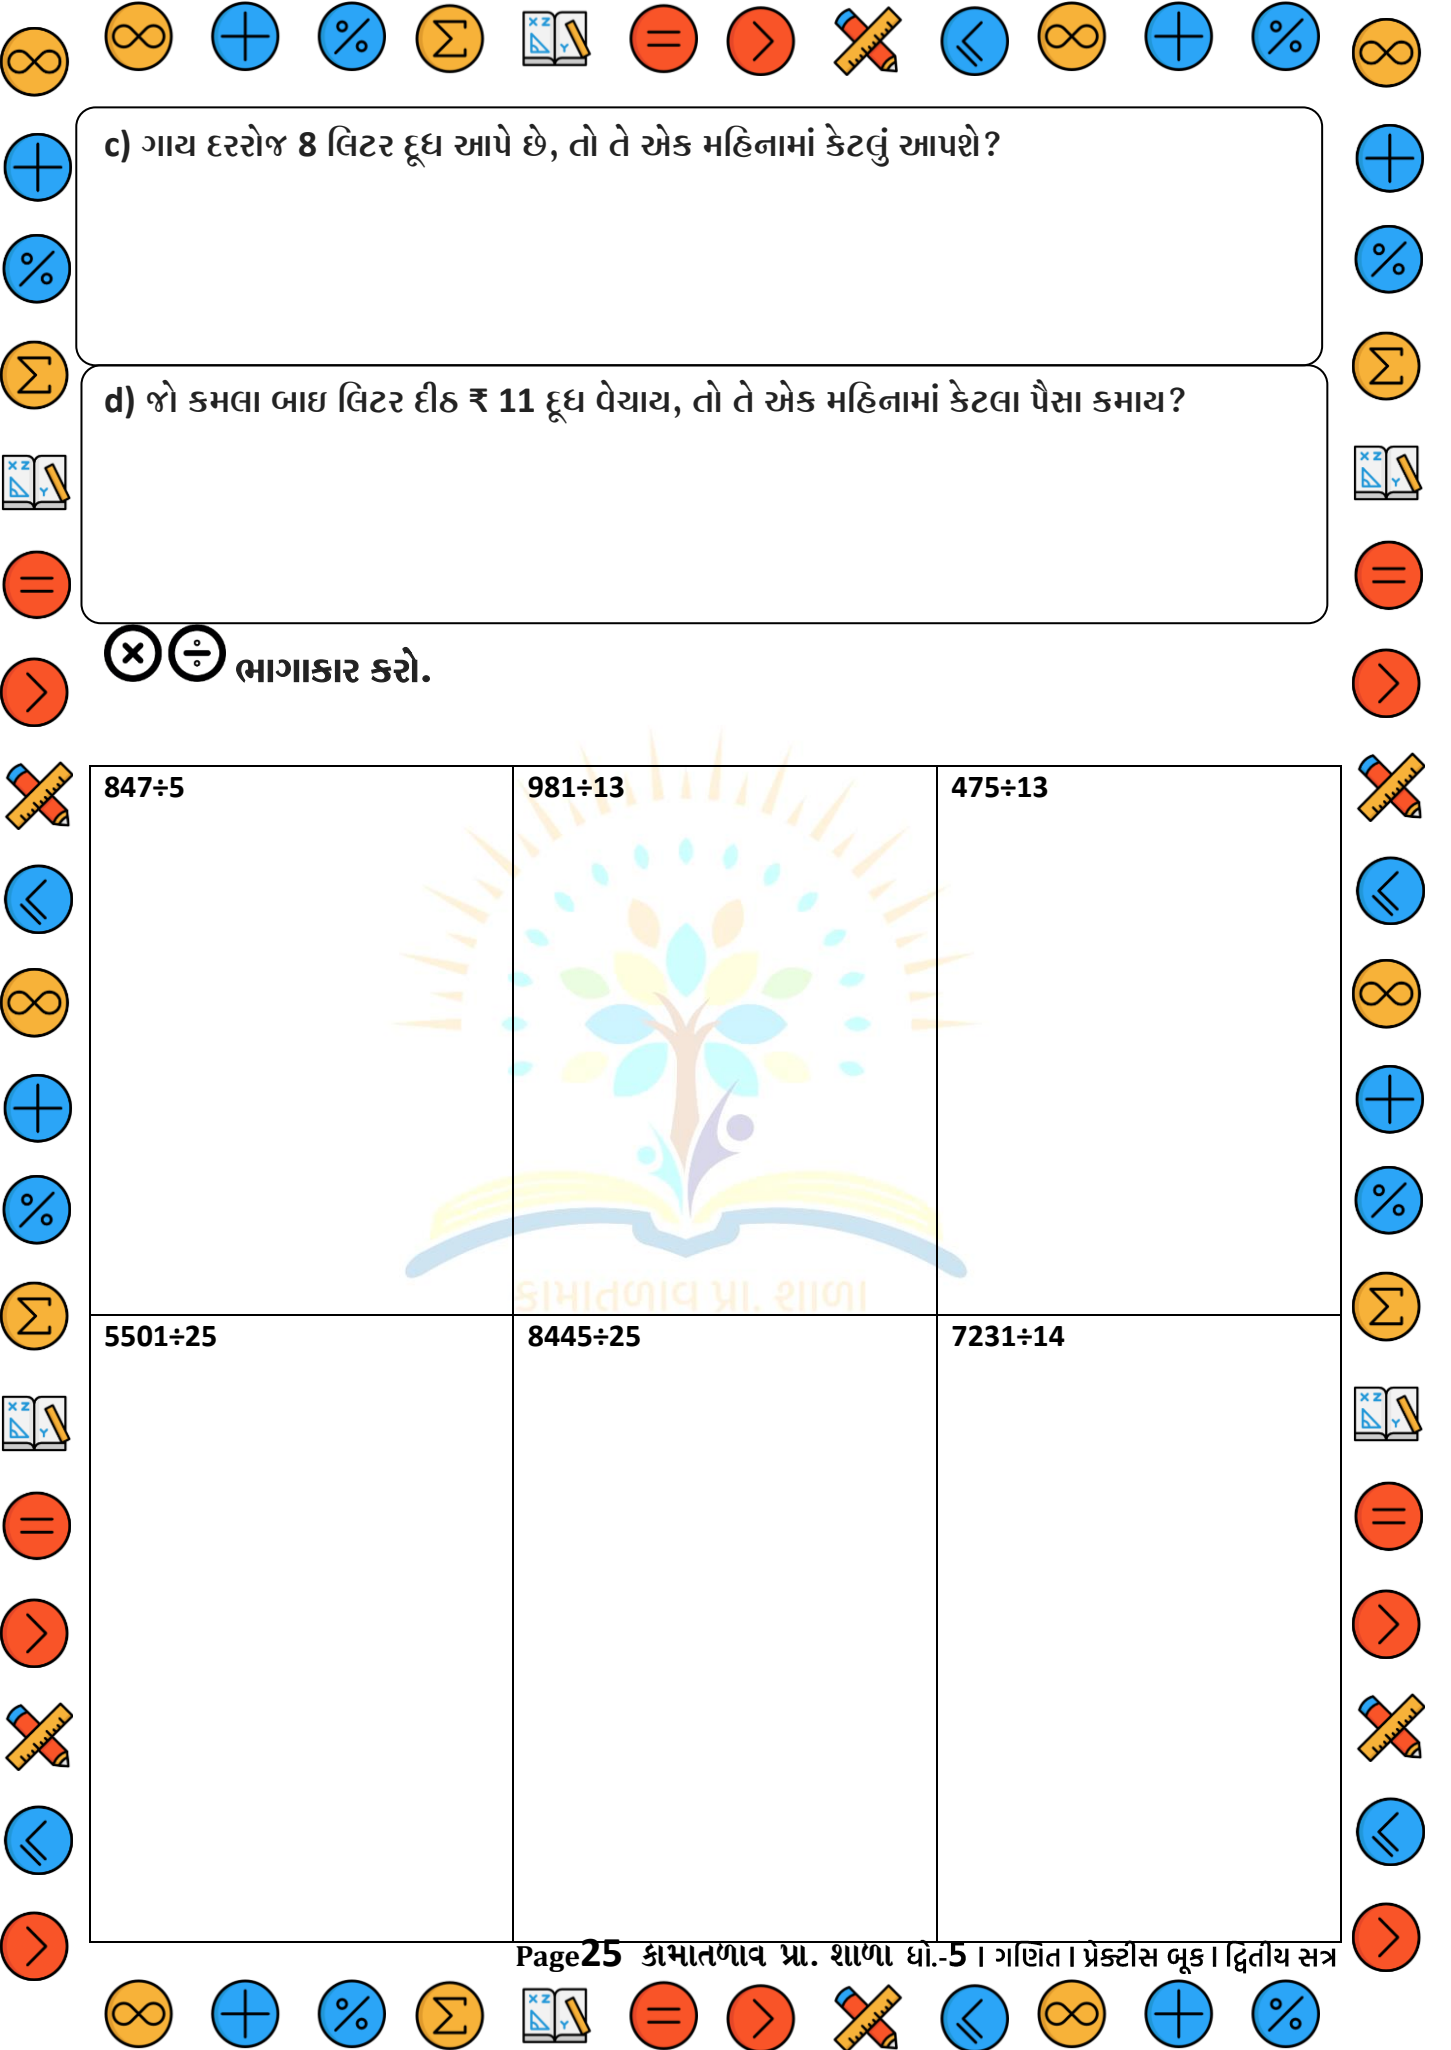 c) ગાય દરરોજ 8 લિટર દૂધ આપે છે, તો તે એક મહિનામાં કેટલું આપશે?
d) જો કમલા બાઇ લિટર દીઠ ₹ 11 દૂધ વેચાય, તો તે એક મહિનામાં કેટલા પૈસા કમાય?
ભાગાકાર કરો.
847÷5 981÷13 475÷13
કામાતળાવ પ્રા. શાળા
5501÷25 8445÷25 7231÷14
Page25 કામાતળાવ પ્રા. શાળા ધો.-5 । ગણિત । પ્રેક્ટીસ બૂક । દ્વિતીય સત્ર